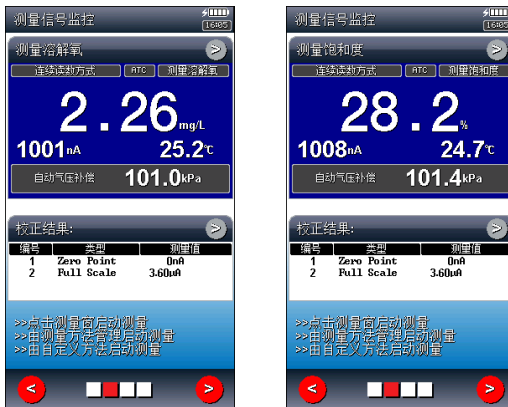 测量信号监控
16:05
测量溶解氧
连续读数方式 ATC 测量溶解氧
2.26mg/L
1001nA 25.2℃
自动气压补偿 101.0kPa
校正结果:
编号 类型 测量值
1 Zero Point 0nA
2 Full Scale 3.60μA
>>点击测量窗启动测量
>>由测量方法管理启动测量
>>由自定义方法启动测量
测量信号监控
16:05
测量饱和度
连续读数方式 ATC 测量饱和度
28.2%
1008nA 24.7℃
自动气压补偿 101.4kPa
校正结果:
编号 类型 测量值
1 Zero Point 0nA
2 Full Scale 3.60μA
>>点击测量窗启动测量
>>由测量方法管理启动测量
>>由自定义方法启动测量